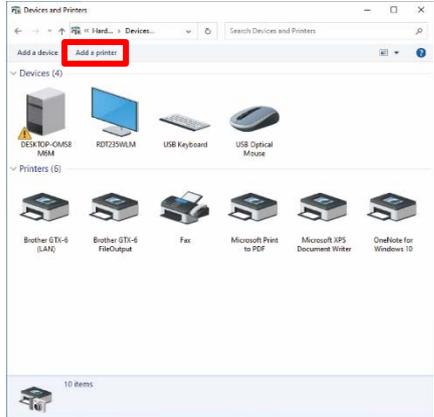 Devices and Printers
« Hard... › Devices...
Search Devices and Printers
Add a device
Add a printer
Devices (4)
DESKTOP-OMS8
M6M
RDT235WLM
USB Keyboard
USB Optical
Mouse
Printers (6)
Brother GTX-6
(LAN)
Brother GTX-6
FileOutput
Fax
Microsoft Print
to PDF
Microsoft XPS
Document Writer
OneNote for
Windows 10
10 items